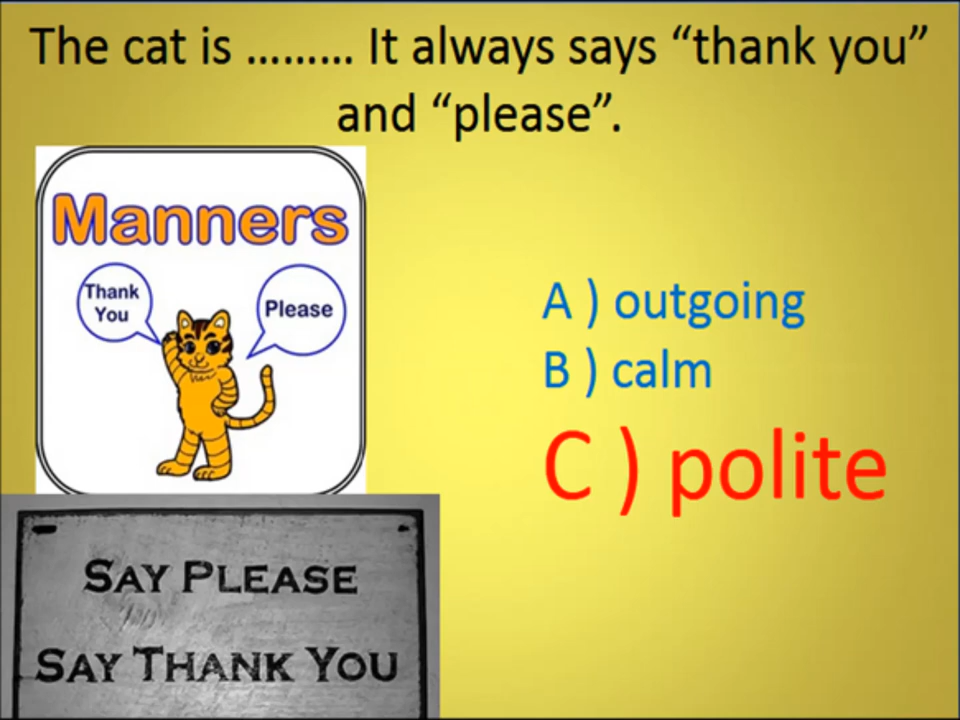 The cat is ……… It always says “thank you”
and “please”.
Manners
Thank
You
Please
A ) outgoing
B ) calm
C ) polite
SAY PLEASE
SAY THANK YOU